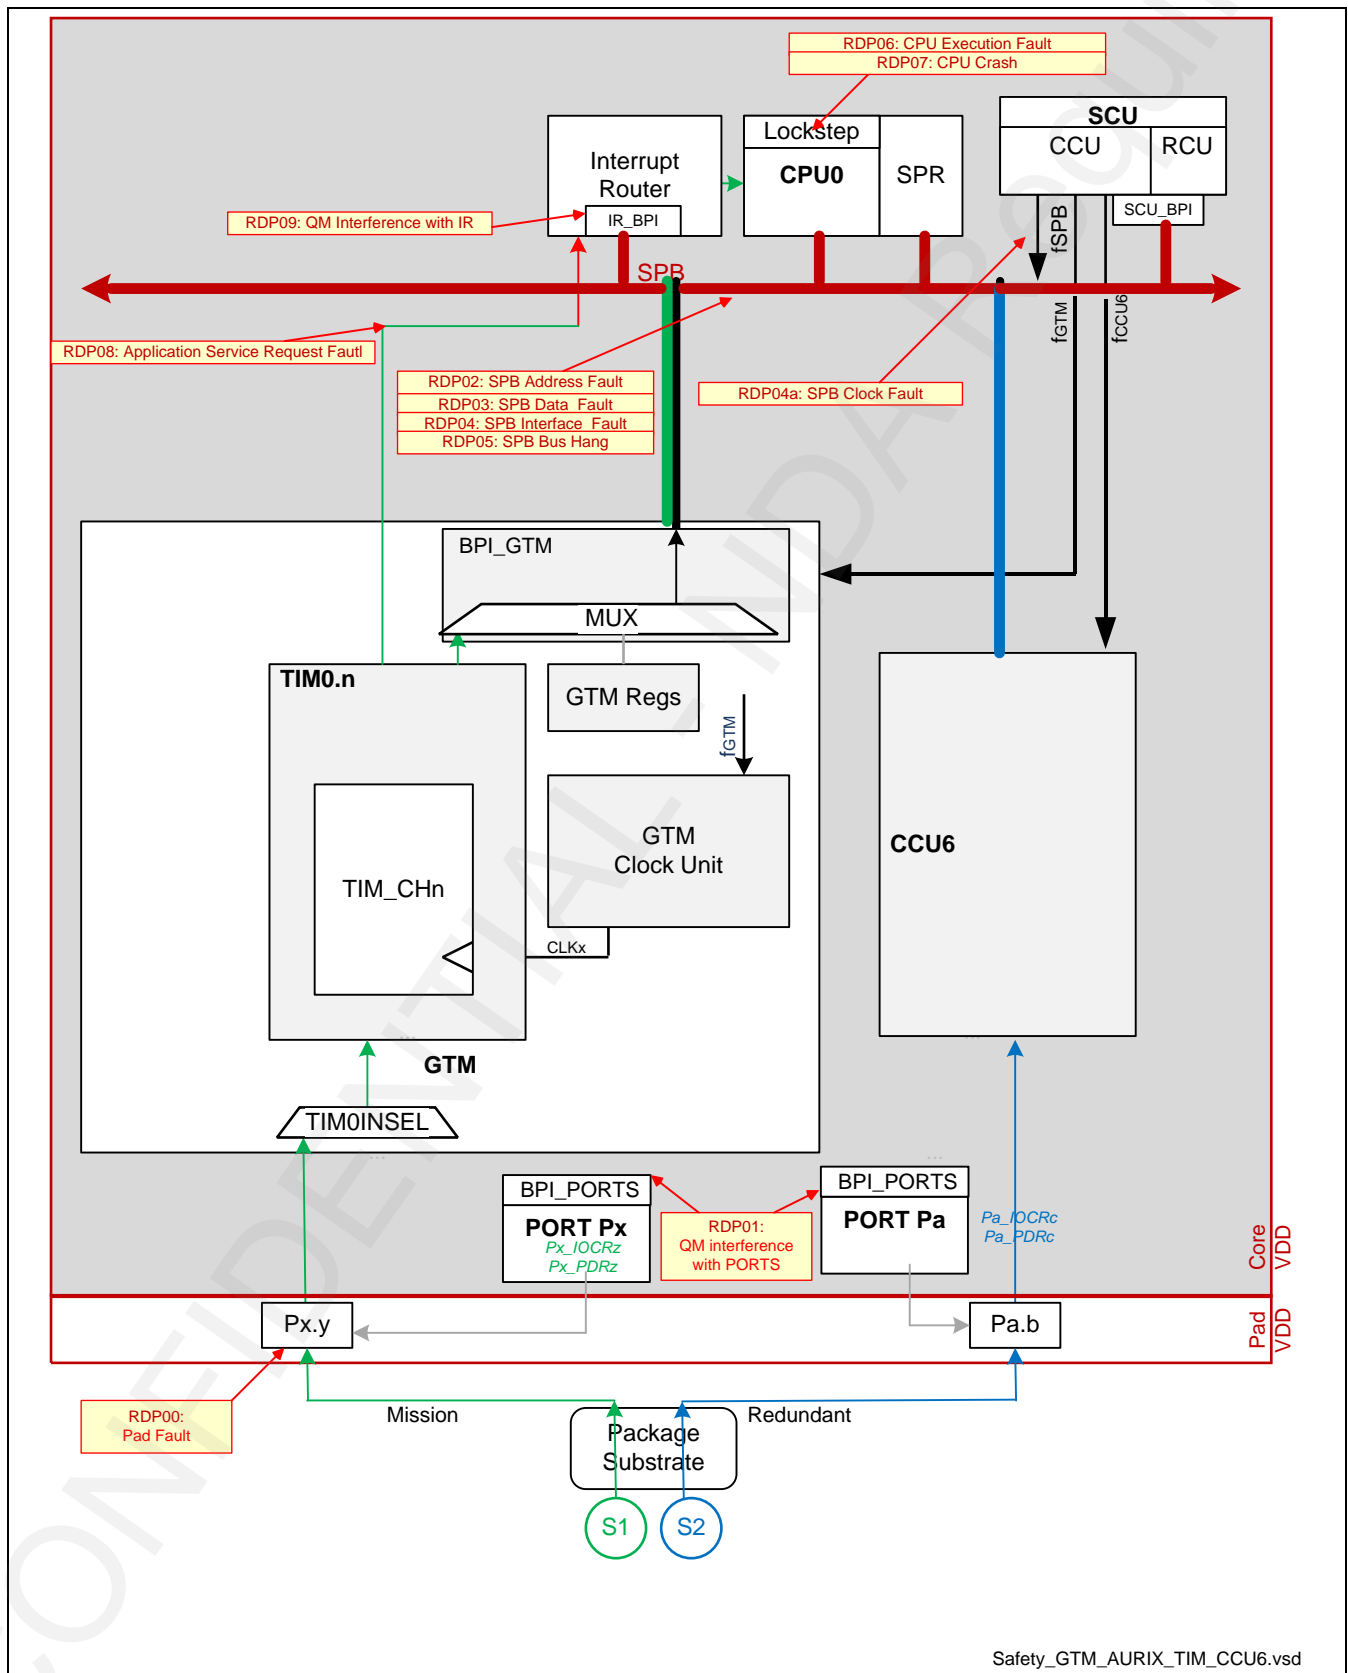 RDP06: CPU Execution Fault
RDP07: CPU Crash
SCU
CCU
RCU
SCU_BPI
Lockstep
CPU0
SPR
Interrupt
Router
IR_BPI
RDP09: QM Interference with IR
fSPB
SPB
fGTM
fCCU6
RDP08: Application Service Request Fautl
RDP02: SPB Address Fault
RDP03: SPB Data  Fault
RDP04: SPB Interface  Fault
RDP05: SPB Bus Hang
RDP04a: SPB Clock Fault
BPI_GTM
MUX
TIM0.n
GTM Regs
fGTM
GTM
Clock Unit
TIM_CHn
CLKx
CCU6
...
...
GTM
TIM0INSEL
...
...
BPI_PORTS
PORT Px
Px_IOCRz
Px_PDRz
RDP01:
QM interference
with PORTS
BPI_PORTS
PORT Pa
Pa_IOCRc
Pa_PDRc
Core
VDD
Px.y
Pa.b
Pad
VDD
RDP00:
Pad Fault
Mission
Redundant
Package
Substrate
S1
S2
Safety_GTM_AURIX_TIM_CCU6.vsd
CONFIDENTIAL - NDA Requi